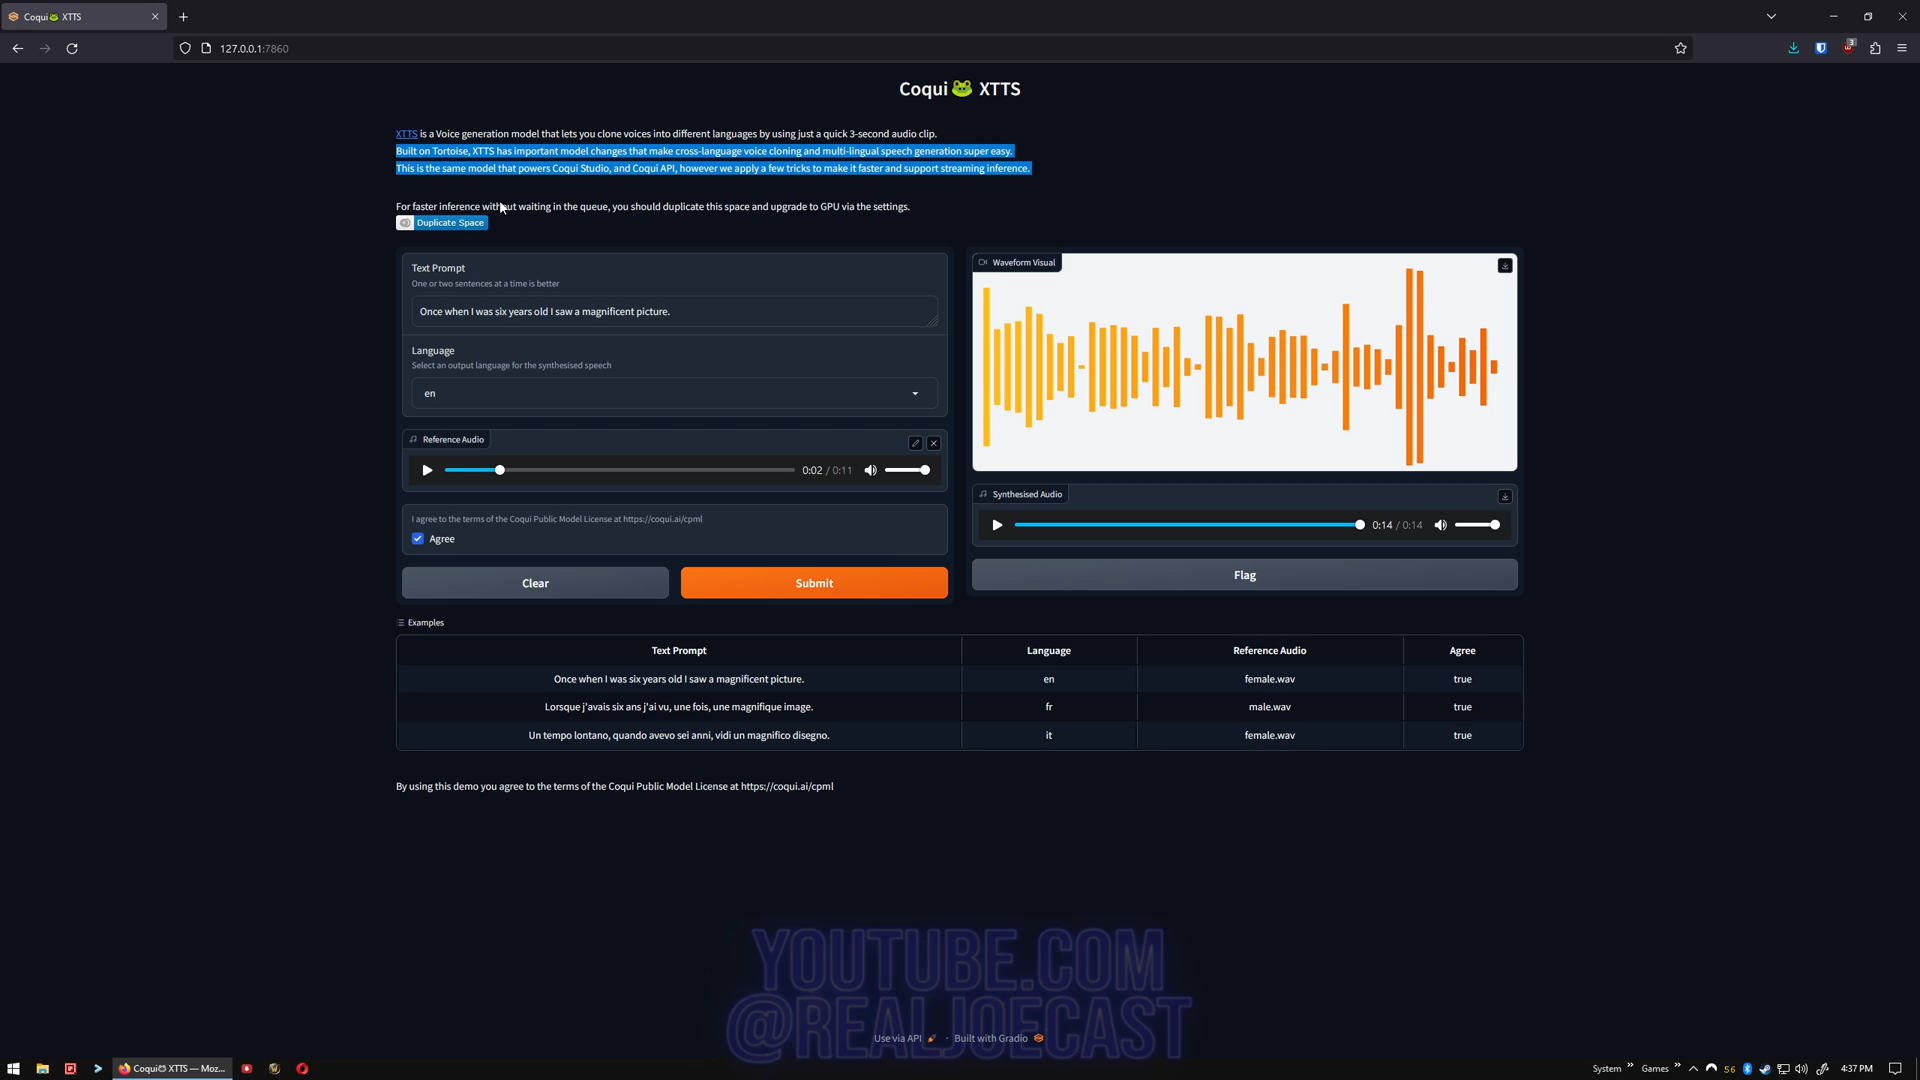 Coqui🐸 XTTS
127.0.0.1:7860
3
Coqui🐸 XTTS
XTTS is a Voice generation model that lets you clone voices into different languages by using just a quick 3-second audio clip.
Built on Tortoise, XTTS has important model changes that make cross-language voice cloning and multi-lingual speech generation super easy.
This is the same model that powers Coqui Studio, and Coqui API, however we apply a few tricks to make it faster and support streaming inference.
For faster inference without waiting in the queue, you should duplicate this space and upgrade to GPU via the settings.
Duplicate Space
Text Prompt
One or two sentences at a time is better
Once when I was six years old I saw a magnificent picture.
Language
Select an output language for the synthesised speech
en
Reference Audio
0:02 / 0:11
I agree to the terms of the Coqui Public Model License at https://coqui.ai/cpml
Agree
Clear
Submit
Waveform Visual
Synthesised Audio
0:14 / 0:14
Flag
Examples
Text Prompt Language Reference Audio Agree
Once when I was six years old I saw a magnificent picture. en female.wav true
Lorsque j'avais six ans j'ai vu, une fois, une magnifique image. fr male.wav true
Un tempo lontano, quando avevo sei anni, vidi un magnifico disegno. it female.wav true
By using this demo you agree to the terms of the Coqui Public Model License at https://coqui.ai/cpml
YOUTUBE.COM
@REALJOECAST
Use via API · Built with Gradio
Coqui🐸 XTTS — Moz...
System » Games » 56 4:37 PM